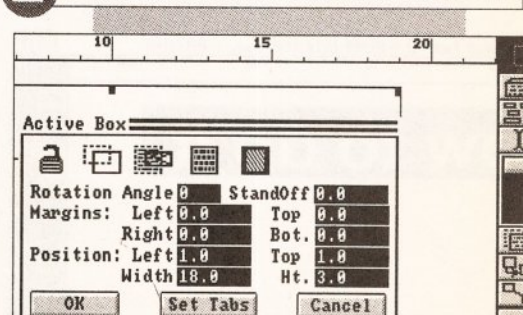 10 15 20
Active Box
Rotation Angle 0 StandOff 0.0
Margins: Left 0.0 Top 0.0
Right 0.0 Bot. 0.0
Position: Left 1.0 Top 1.0
Width 18.0 Ht. 3.0
OK Set Tabs Cancel